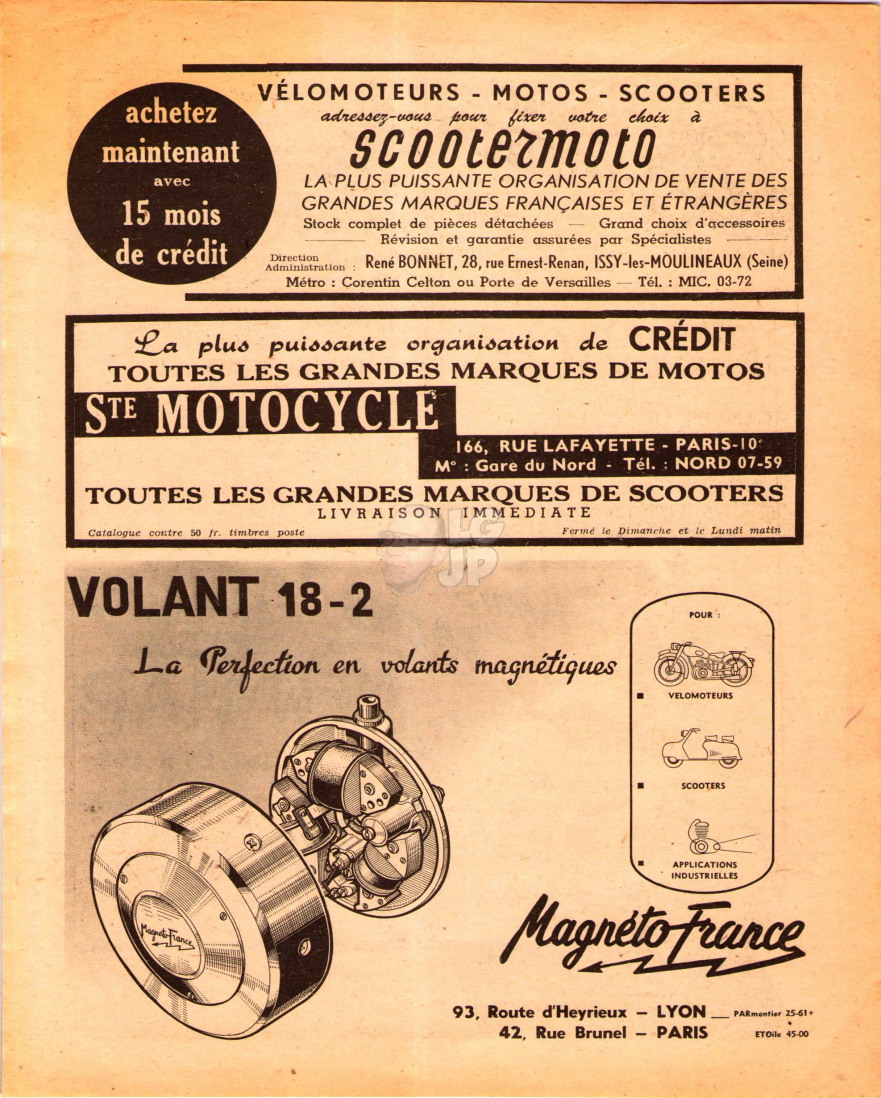 achetez
maintenant
avec
15 mois
de crédit
VÉLOMOTEURS - MOTOS - SCOOTERS
adressez-vous pour fixer votre choix à
scootermoto
LA PLUS PUISSANTE ORGANISATION DE VENTE DES
GRANDES MARQUES FRANÇAISES ET ÉTRANGÈRES
Stock complet de pièces détachées — Grand choix d'accessoires
Révision et garantie assurées par Spécialistes
Direction
Administration : René BONNET, 28, rue Ernest-Renan, ISSY-les-MOULINEAUX (Seine)
Métro : Corentin Celton ou Porte de Versailles — Tél. : MIC. 03-72
La plus puissante organisation de CRÉDIT
TOUTES LES GRANDES MARQUES DE MOTOS
STE MOTOCYCLE
166, RUE LAFAYETTE - PARIS-10e
M° : Gare du Nord - Tél. : NORD 07-59
TOUTES LES GRANDES MARQUES DE SCOOTERS
LIVRAISON IMMEDIATE
Catalogue contre 50 fr. timbres poste
Fermé le Dimanche et le Lundi matin
LG
JP
VOLANT 18-2
La Perfection en volants magnétiques
POUR :
VELOMOTEURS
SCOOTERS
APPLICATIONS
INDUSTRIELLES
Magnéto-France
Magnéto-France
93, Route d'Heyrieux — LYON __ PARmentier 25-61+
42, Rue Brunel — PARIS ETOile 45-00